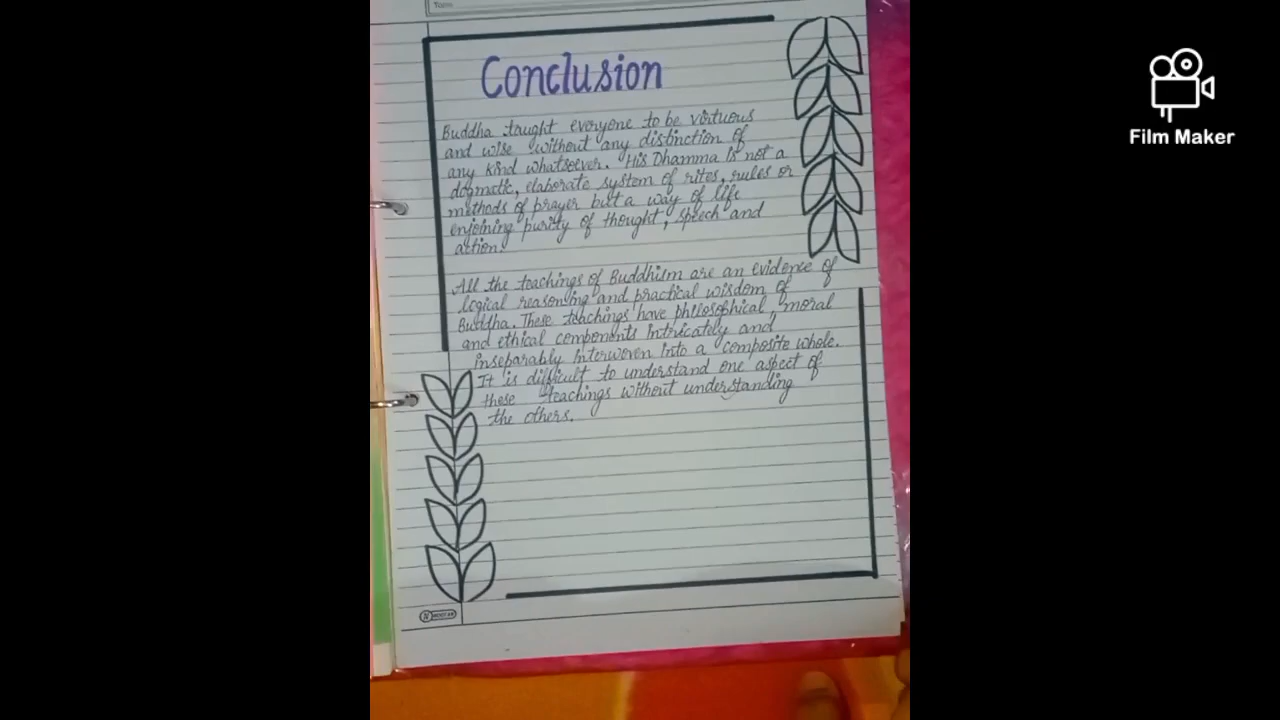 Topic
Conclusion
Buddha taught everyone to be virtuous
and wise without any distinction of
any kind whatsoever. His Dhamma is not a
dogmatic, elaborate system of rites, rules or
methods of prayer but a way of life
enjoining purity of thought, speech and
action.
All the teachings of Buddhism are an evidence of
logical reasoning and practical wisdom of
Buddha. These teachings have philosophical, moral
and ethical components intricately and
inseparably interwoven into a composite whole.
It is difficult to understand one aspect of
these teachings without understanding
the others.
Film Maker